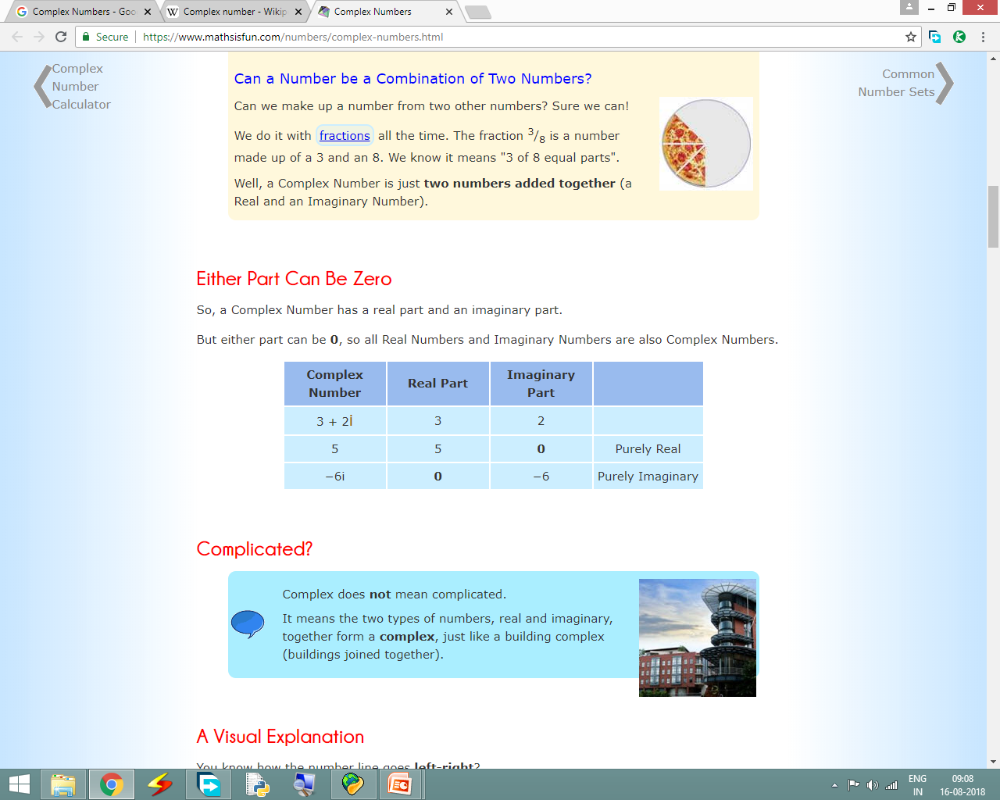 Complex Numbers - Goo
Complex number - Wikip
Complex Numbers
Secure
https://www.mathsisfun.com/numbers/complex-numbers.html
Complex
Number
Calculator
Common
Number Sets
Can a Number be a Combination of Two Numbers?
Can we make up a number from two other numbers? Sure we can!
We do it with fractions all the time. The fraction 3/8 is a number
made up of a 3 and an 8. We know it means "3 of 8 equal parts".
Well, a Complex Number is just two numbers added together (a
Real and an Imaginary Number).
Either Part Can Be Zero
So, a Complex Number has a real part and an imaginary part.
But either part can be 0, so all Real Numbers and Imaginary Numbers are also Complex Numbers.
Complex Number | Real Part | Imaginary Part
3 + 2i 3 2
5 5 0 Purely Real
−6i 0 −6 Purely Imaginary
Complicated?
Complex does not mean complicated.
It means the two types of numbers, real and imaginary,
together form a complex, just like a building complex
(buildings joined together).
A Visual Explanation
You know how the number line goes left-right?
ENG
IN
09:08
16-08-2018